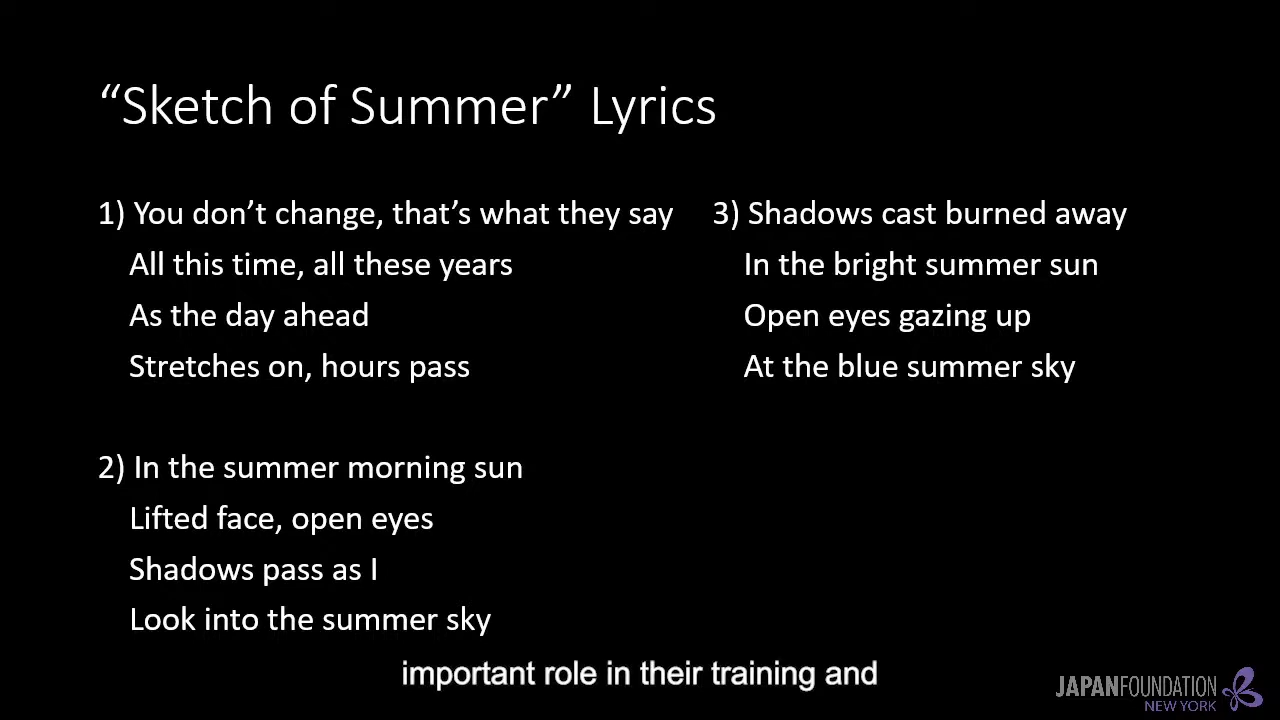 “Sketch of Summer” Lyrics
1) You don’t change, that’s what they say
All this time, all these years
As the day ahead
Stretches on, hours pass
2) In the summer morning sun
Lifted face, open eyes
Shadows pass as I
Look into the summer sky
3) Shadows cast burned away
In the bright summer sun
Open eyes gazing up
At the blue summer sky
important role in their training and
JAPANFOUNDATION
NEW YORK